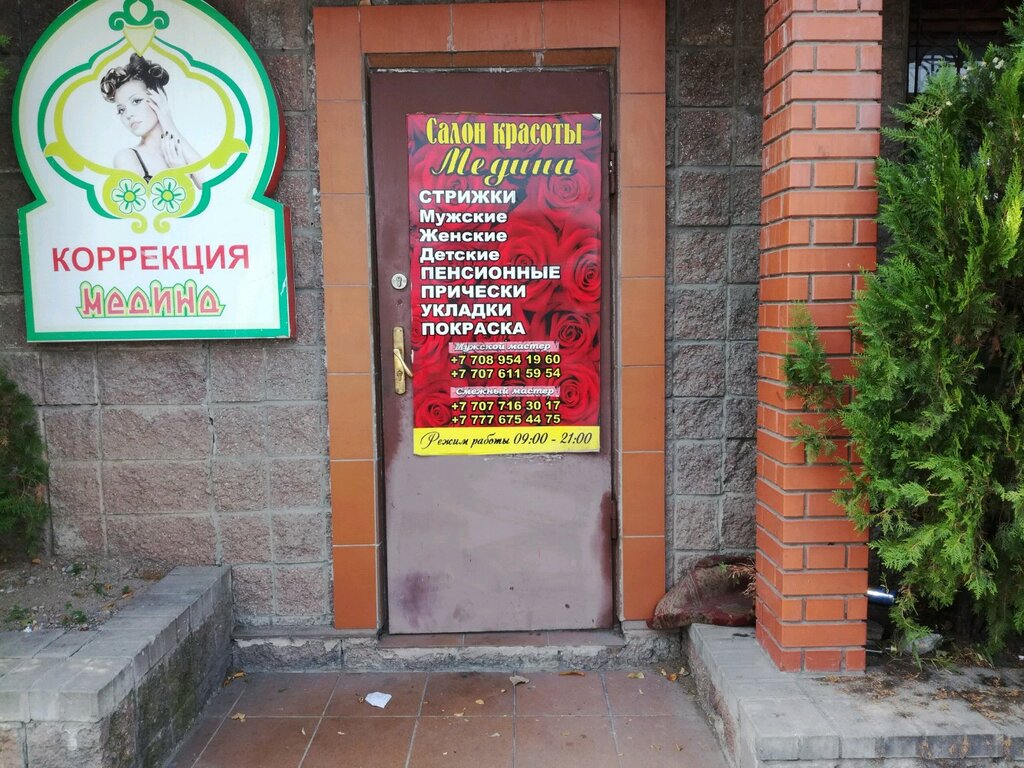 КОРРЕКЦИЯ
МЕДИНА
Салон красоты
Медина
СТРИЖКИ
Мужские
Женские
Детские
ПЕНСИОННЫЕ
ПРИЧЕСКИ
УКЛАДКИ
ПОКРАСКА
Мужской мастер
+7 708 954 19 60
+7 707 611 59 54
Смежный мастер
+7 707 716 30 17
+7 777 675 44 75
Режим работы 09:00 - 21:00